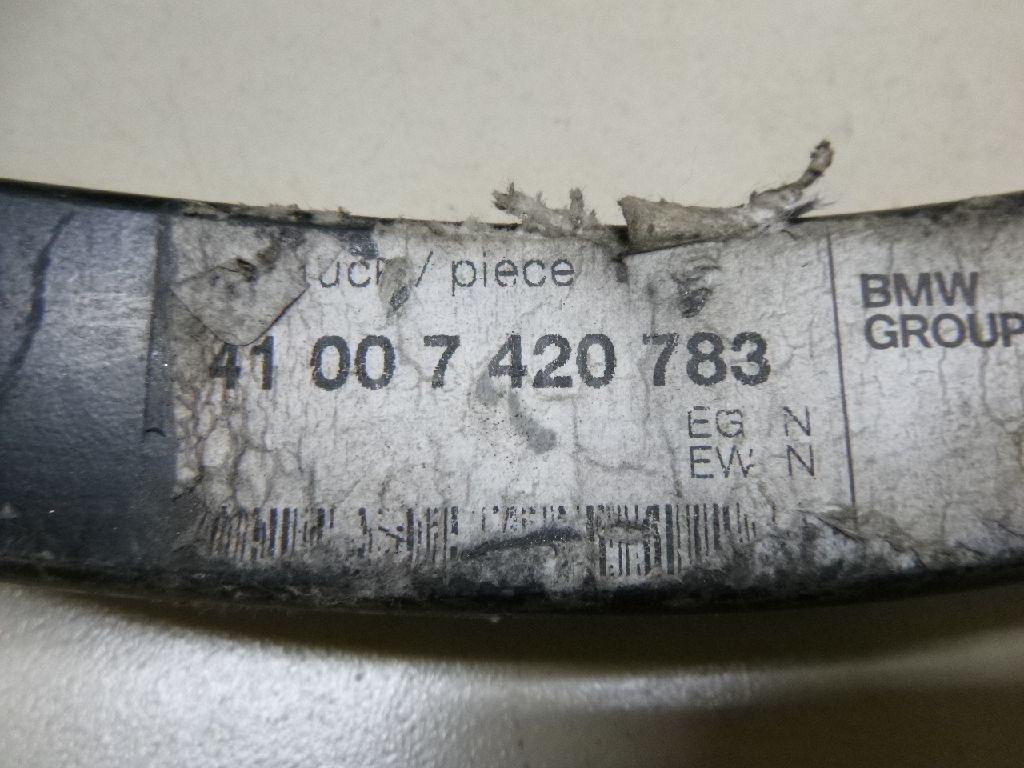 / piece
41 00 7 420 783
EG N
EW N
BMW
GROUP